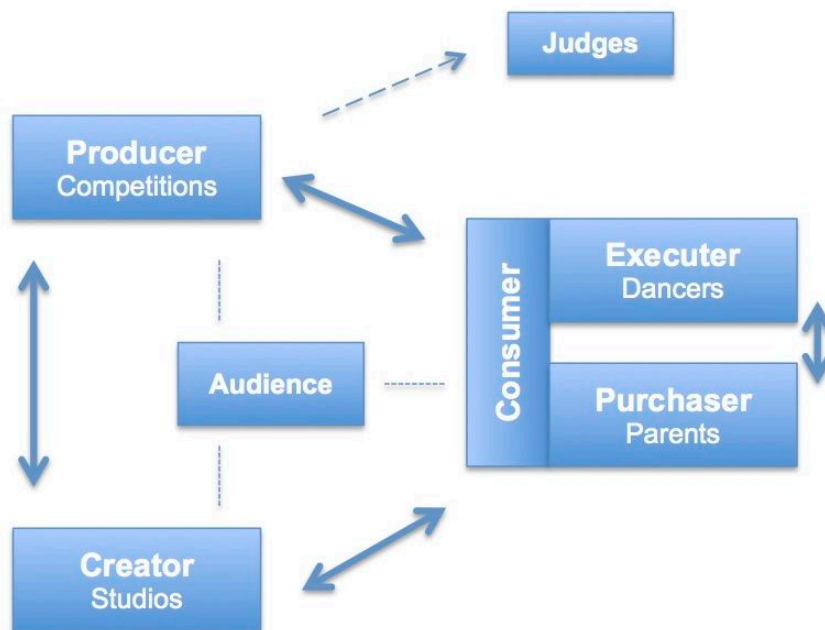 Judges
Producer
Competitions
Consumer
Executer
Dancers
Audience
Purchaser
Parents
Creator
Studios